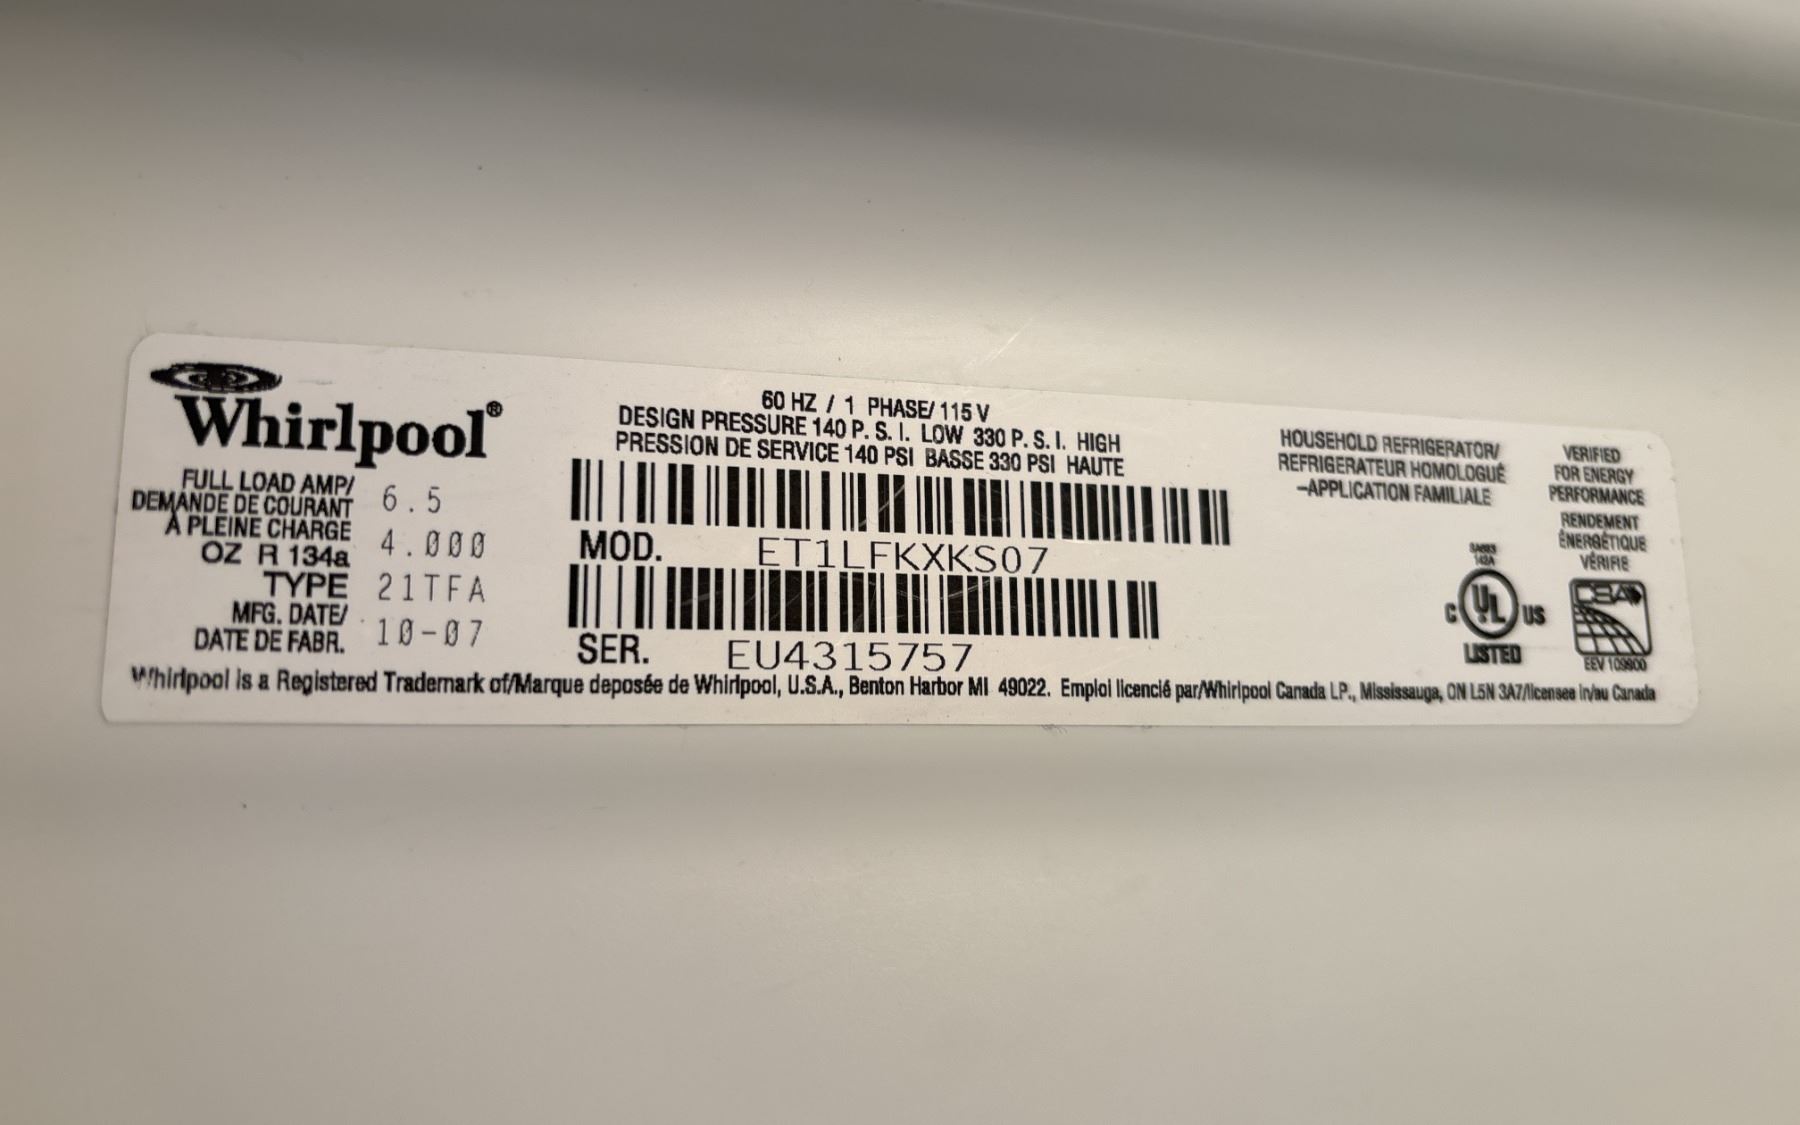 Whirlpool®
FULL LOAD AMP/
DEMANDE DE COURANT
À PLEINE CHARGE
6.5
OZ R 134a 4.000
TYPE 21TFA
MFG. DATE/
DATE DE FABR. 10-07
60 HZ / 1 PHASE/ 115 V
DESIGN PRESSURE 140 P. S. I. LOW 330 P. S. I. HIGH
PRESSION DE SERVICE 140 PSI BASSE 330 PSI HAUTE
MOD. ET1LFKXKS07
SER. EU4315757
HOUSEHOLD REFRIGERATOR/
REFRIGERATEUR HOMOLOGUÉ
-APPLICATION FAMILIALE
C UL US
LISTED
VERIFIED
FOR ENERGY
PERFORMANCE
RENDEMENT
ÉNERGÉTIQUE
VÉRIFIÉ
CSA
EEV 109800
Whirlpool is a Registered Trademark of/Marque deposée de Whirlpool, U.S.A., Benton Harbor MI 49022. Emploi licencié par/Whirlpool Canada LP., Mississauga, ON L5N 3A7/licensee in/au Canada